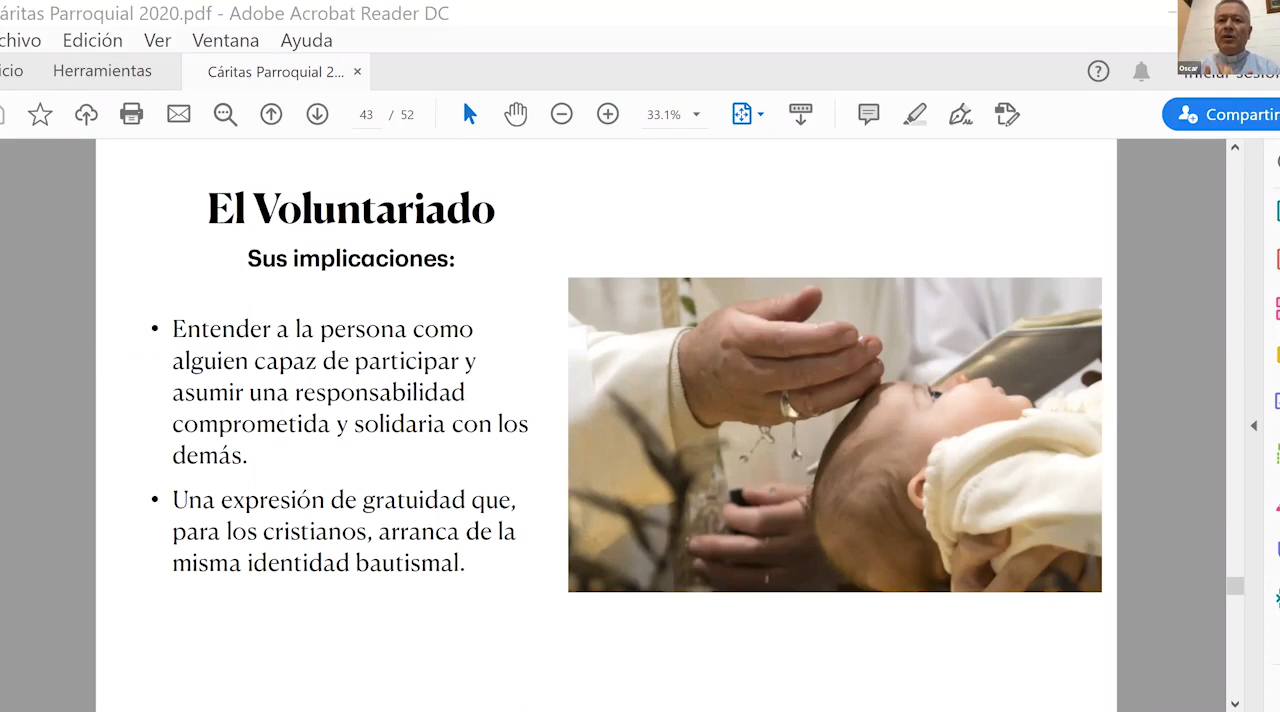 áritas Parroquial 2020.pdf - Adobe Acrobat Reader DC
chivo Edición Ver Ventana Ayuda
icio Herramientas Cáritas Parroquial 2... ×
Iniciar sesión
43 / 52 33.1% Compartir
Oscar
El Voluntariado
Sus implicaciones:
• Entender a la persona como
alguien capaz de participar y
asumir una responsabilidad
comprometida y solidaria con los
demás.
• Una expresión de gratuidad que,
para los cristianos, arranca de la
misma identidad bautismal.